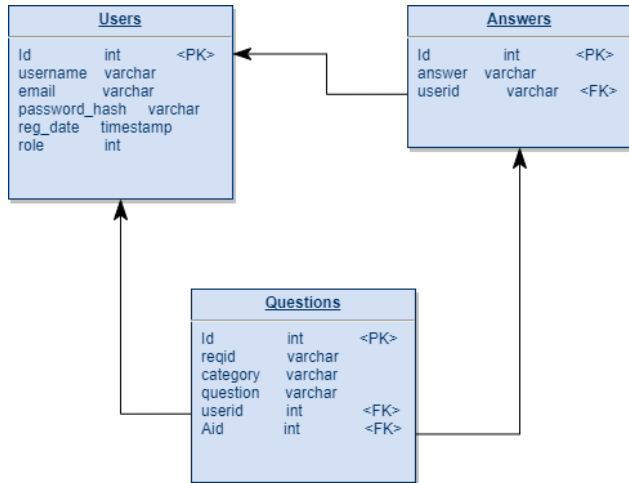 Users
Id int <PK>
username varchar
email varchar
password_hash varchar
reg_date timestamp
role int
Answers
Id int <PK>
answer varchar
userid varchar <FK>
Questions
Id int <PK>
reqid varchar
category varchar
question varchar
userid int <FK>
Aid int <FK>